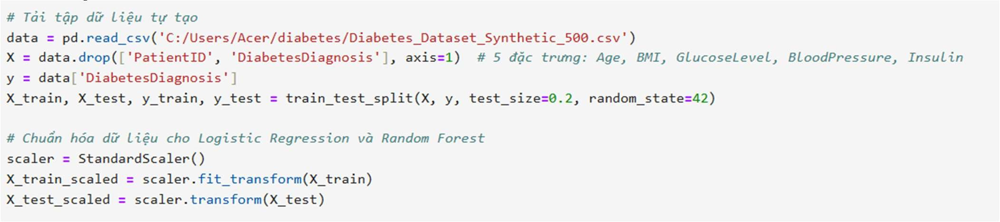 # Tải tập dữ liệu tự tạo
data = pd.read_csv('C:/Users/Acer/diabetes/Diabetes_Dataset_Synthetic_500.csv')
X = data.drop(['PatientID', 'DiabetesDiagnosis'], axis=1)  # 5 đặc trưng: Age, BMI, GlucoseLevel, BloodPressure, Insulin
y = data['DiabetesDiagnosis']
X_train, X_test, y_train, y_test = train_test_split(X, y, test_size=0.2, random_state=42)
# Chuẩn hóa dữ liệu cho Logistic Regression và Random Forest
scaler = StandardScaler()
X_train_scaled = scaler.fit_transform(X_train)
X_test_scaled = scaler.transform(X_test)